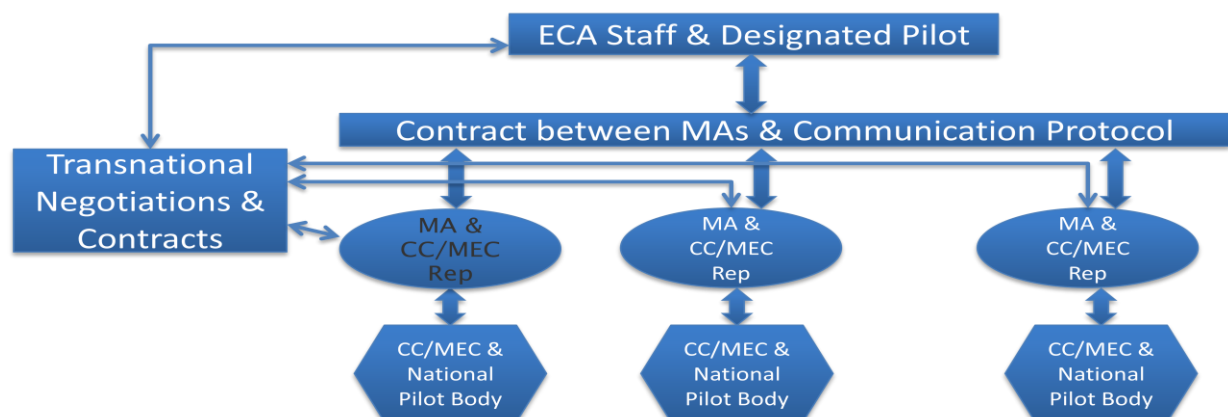 ECA Staff & Designated Pilot
Contract between MAs & Communication Protocol
Transnational
Negotiations &
Contracts
MA &
CC/MEC
Rep
MA &
CC/MEC
Rep
MA &
CC/MEC
Rep
CC/MEC &
National
Pilot Body
CC/MEC &
National
Pilot Body
CC/MEC &
National
Pilot Body